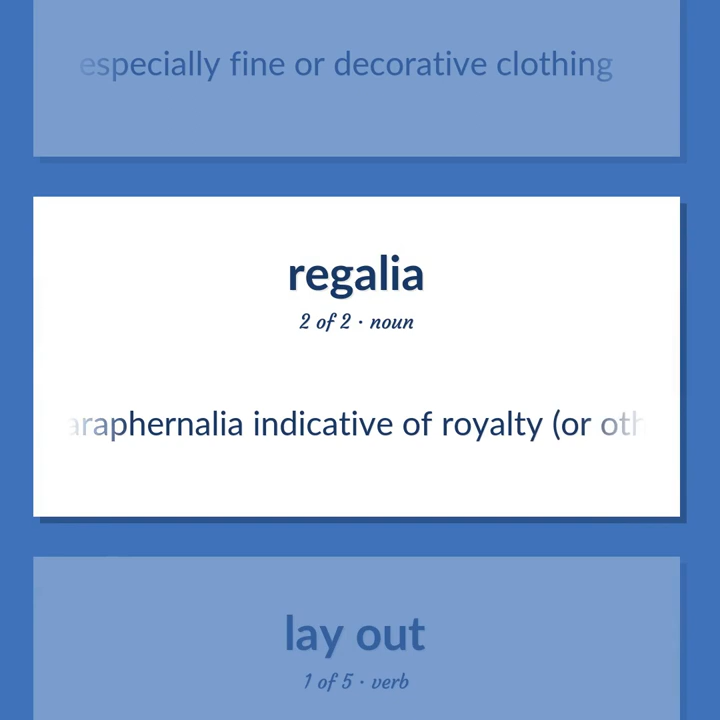 especially fine or decorative clothing
regalia
2 of 2 · noun
paraphernalia indicative of royalty (or
lay out
1 of 5 · verb